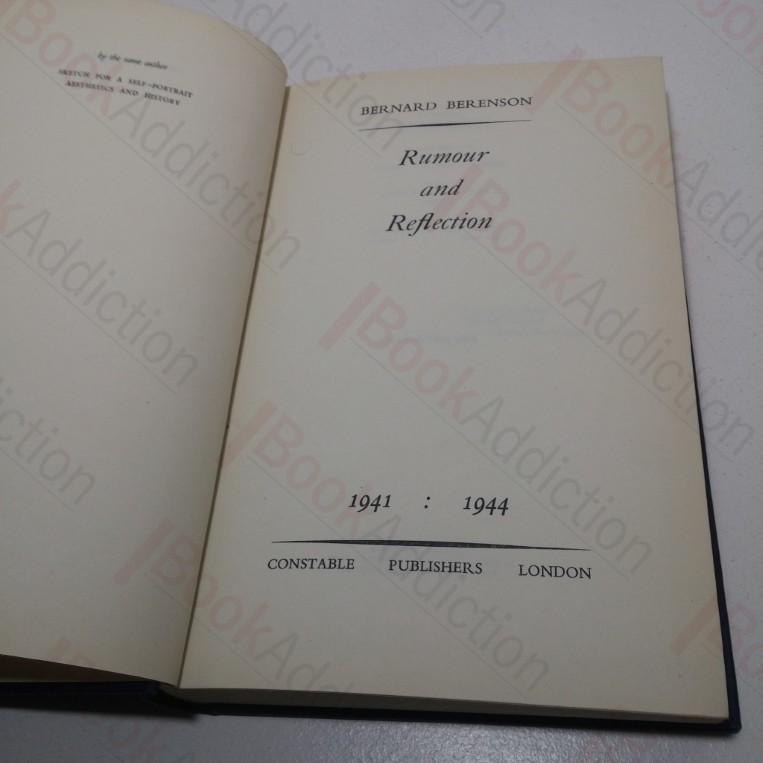 by the same author
SKETCH FOR A SELF-PORTRAIT
AESTHETICS AND HISTORY
BERNARD BERENSON
Rumour
and
Reflection
1941 : 1944
CONSTABLE PUBLISHERS LONDON
BookAddiction